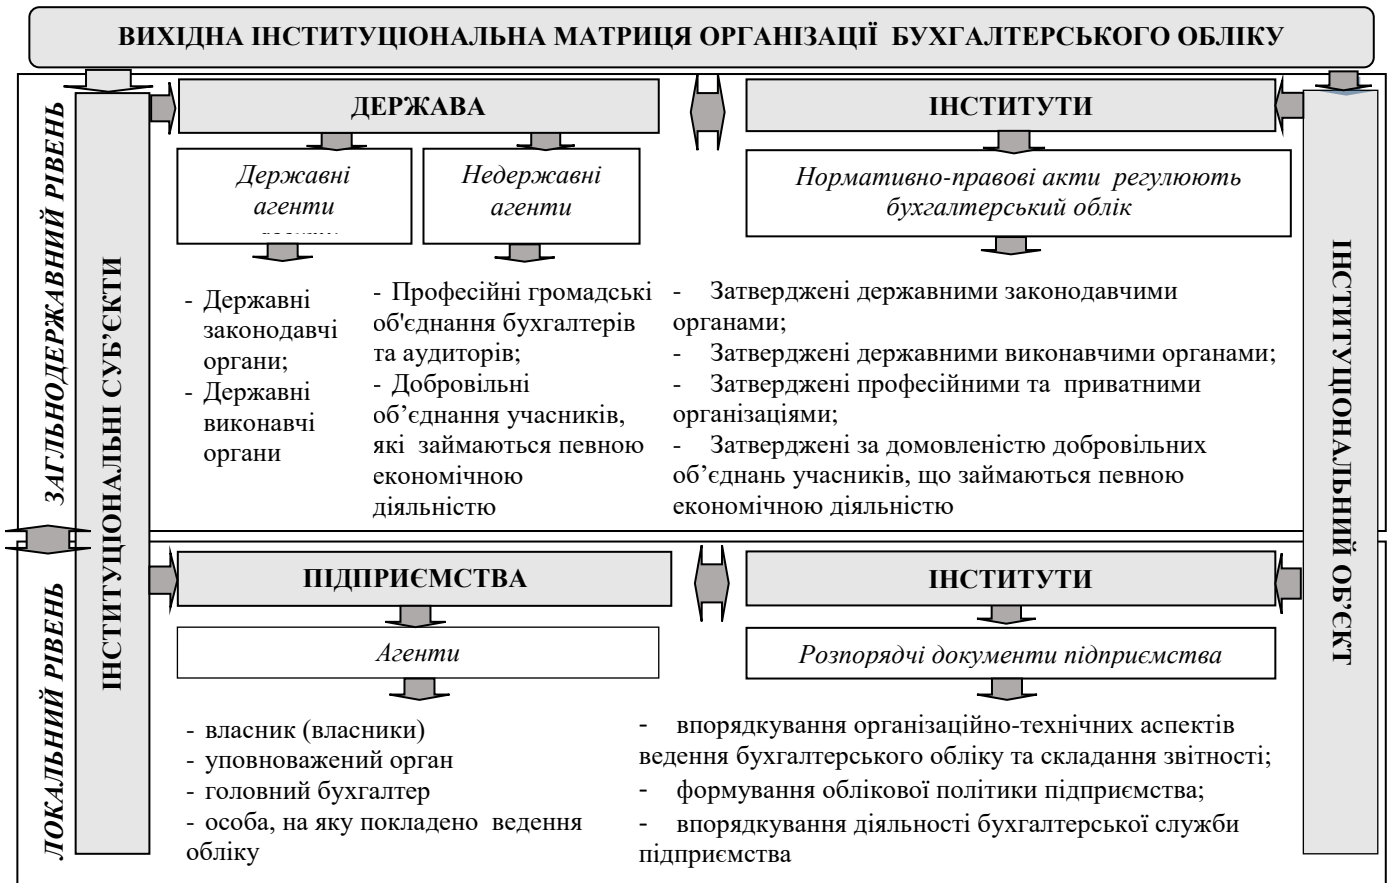 ВИХІДНА ІНСТИТУЦІОНАЛЬНА МАТРИЦЯ ОРГАНІЗАЦІЇ БУХГАЛТЕРСЬКОГО ОБЛІКУ
ЗАГЛЬНОДЕРЖАВНИЙ РІВЕНЬ
ІНСТИТУЦІОНАЛЬНІ СУБ’ЄКТИ
ДЕРЖАВА
Державні
агенти
Недержавні
агенти
- Державні
законодавчі
органи;
- Державні
виконавчі
органи
- Професійні громадські
об'єднання бухгалтерів
та аудиторів;
- Добровільні
об’єднання учасників,
які займаються певною
економічною
діяльністю
ІНСТИТУТИ
Нормативно-правові акти регулюють
бухгалтерський облік
- Затверджені державними законодавчими
органами;
- Затверджені державними виконавчими органами;
- Затверджені професійними та приватними
організаціями;
- Затверджені за домовленістю добровільних
об’єднань учасників, що займаються певною
економічною діяльністю
ІНСТИТУЦІОНАЛЬНИЙ ОБ’ЄКТ
ЛОКАЛЬНИЙ РІВЕНЬ
ПІДПРИЄМСТВА
Агенти
- власник (власники)
- уповноважений орган
- головний бухгалтер
- особа, на яку покладено ведення
обліку
ІНСТИТУТИ
Розпорядчі документи підприємства
- впорядкування організаційно-технічних аспектів
ведення бухгалтерського обліку та складання звітності;
- формування облікової політики підприємства;
- впорядкування діяльності бухгалтерської служби
підприємства